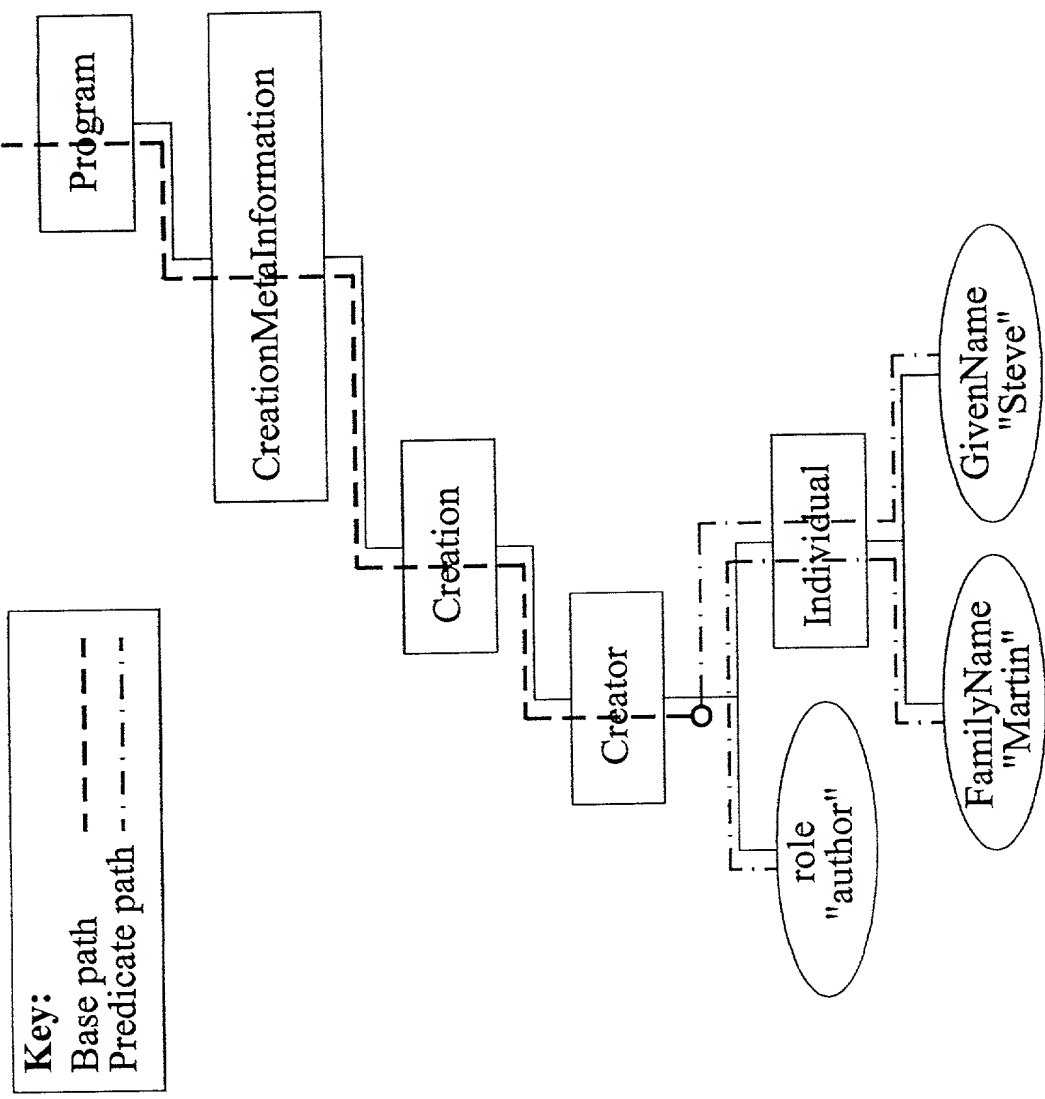 Key:
Base path
Predicate path
Program
CreationMetaInformation
Creation
Creator
role
"author"
Individual
FamilyName
"Martin"
GivenName
"Steve"